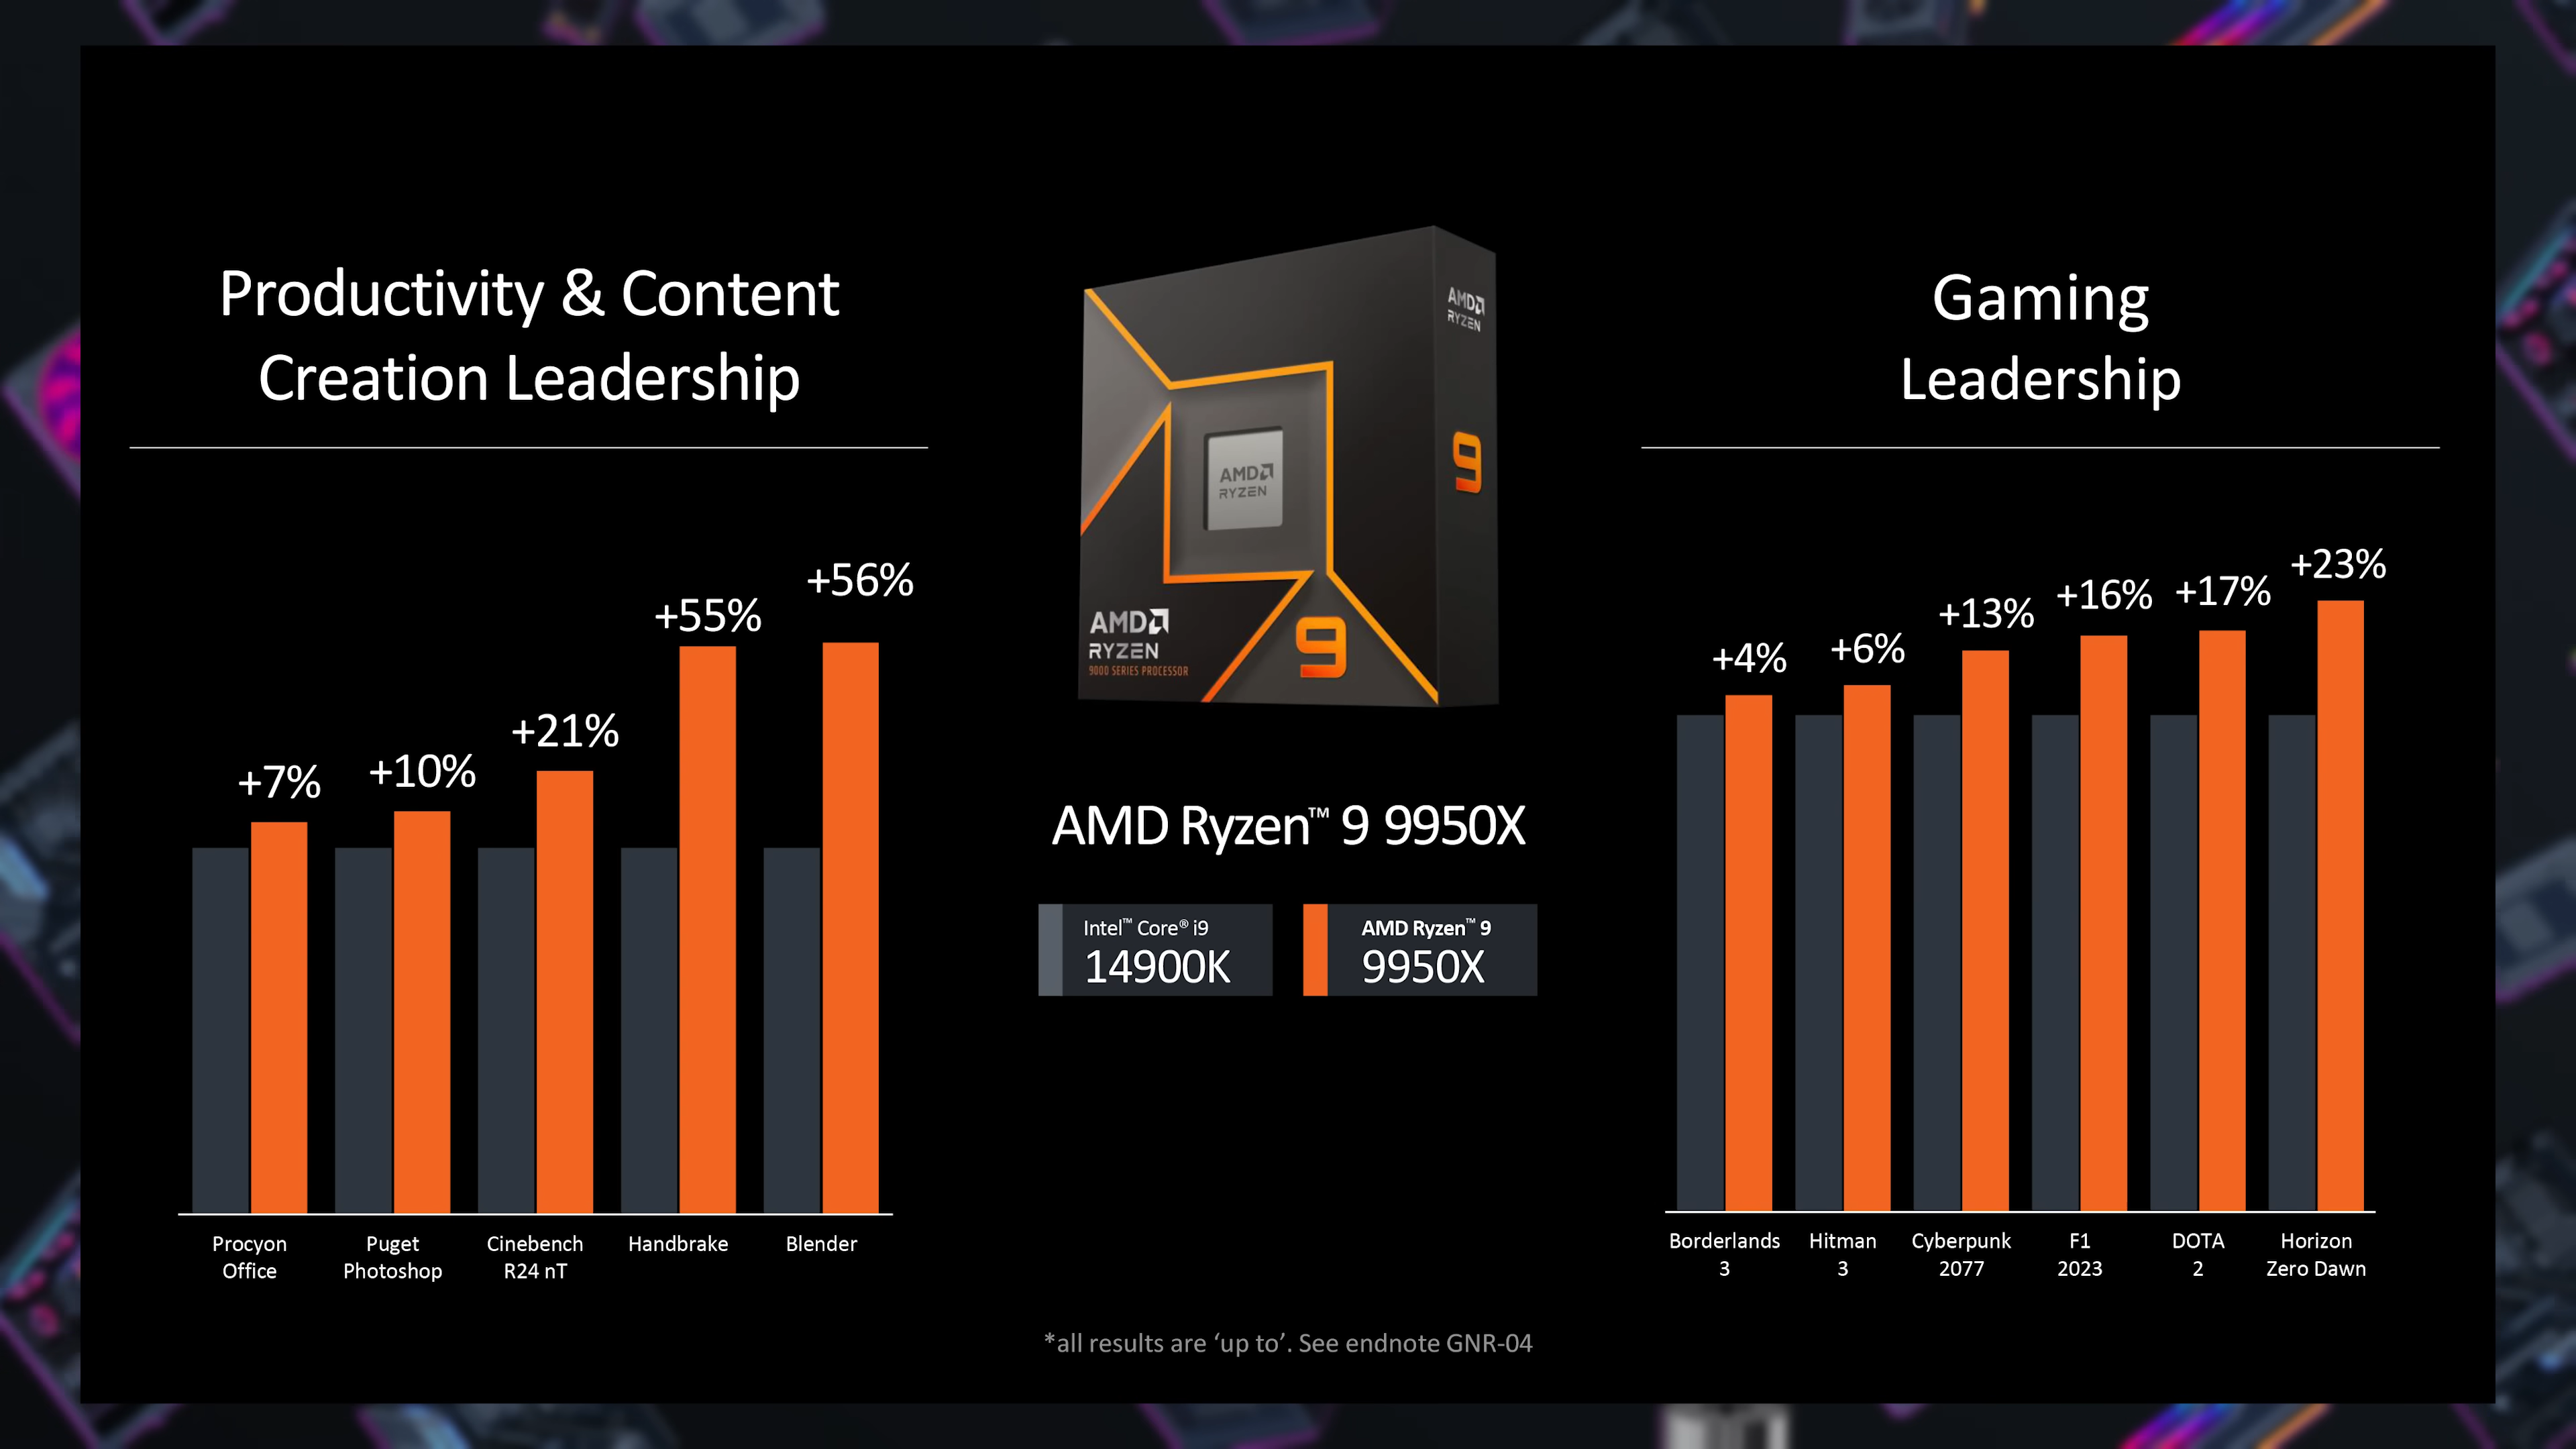 Productivity & Content
Creation Leadership
+7%
+10%
+21%
+55%
+56%
Procyon
Office
Puget
Photoshop
Cinebench
R24 nT
Handbrake
Blender
AMD
RYZEN
9
AMD
RYZEN
AMD
RYZEN
9000 SERIES PROCESSOR
9
AMD Ryzen™ 9 9950X
Intel™ Core® i9
14900K
AMD Ryzen™ 9
9950X
Gaming
Leadership
+4%
+6%
+13%
+16%
+17%
+23%
Borderlands
3
Hitman
3
Cyberpunk
2077
F1
2023
DOTA
2
Horizon
Zero Dawn
*all results are ‘up to’. See endnote GNR-04